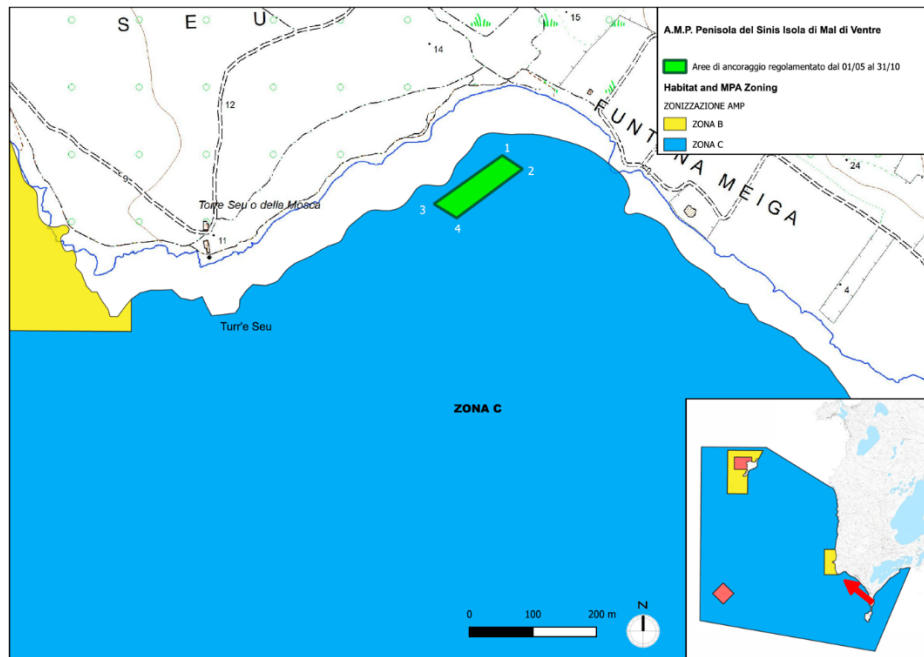 S E U
15
14
12
9
Torre Seu o della Mosca
11
Turr'e Seu
FUNTANA MEIGA
24
4
1
2
3
4
ZONA C
0 100 200 m
N
A.M.P. Penisola del Sinis Isola di Mal di Ventre
Aree di ancoraggio regolamentato dal 01/05 al 31/10
Habitat and MPA Zoning
ZONIZZAZIONE AMP
ZONA B
ZONA C